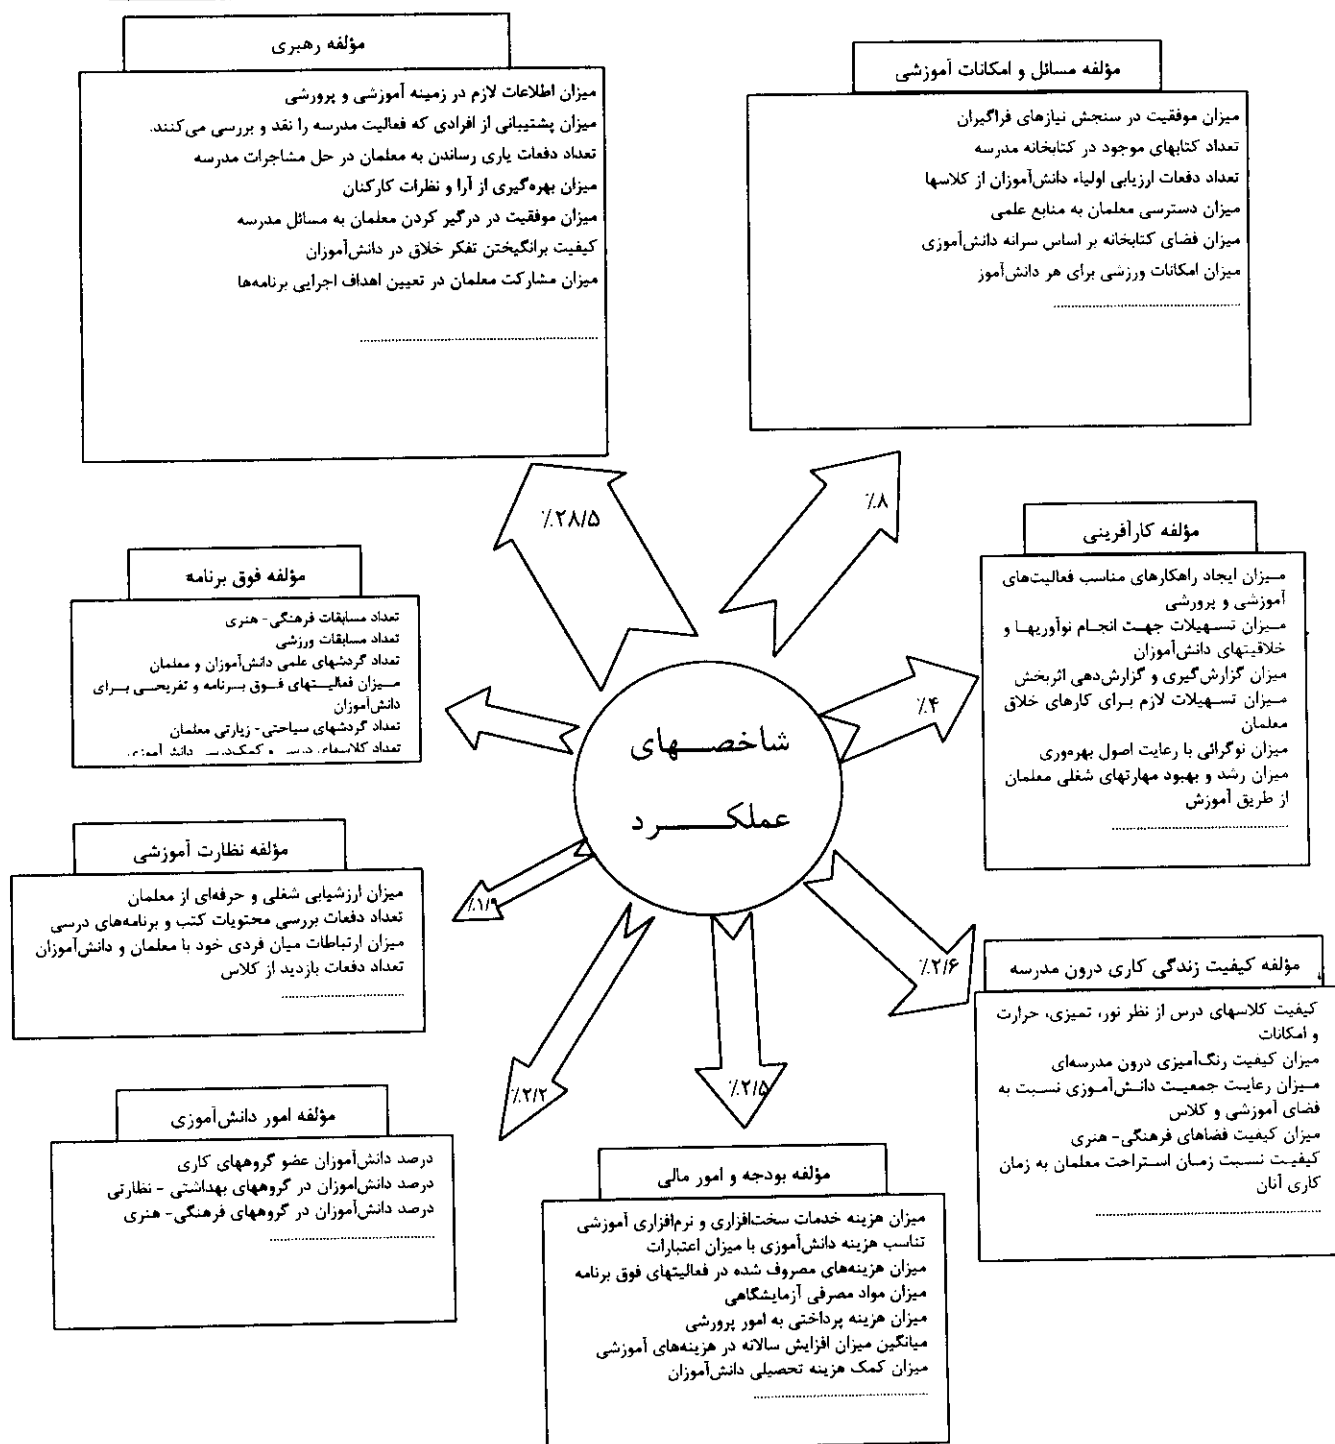 مؤلفه رهبری
میزان اطلاعات لازم در زمینه آموزشی و پرورشی
میزان پشتیبانی از افرادی که فعالیت مدرسه را نقد و بررسی می‌کنند.
تعداد دفعات یاری رساندن به معلمان در حل مشاجرات مدرسه
میزان بهره‌گیری از آرا و نظرات کارکنان
میزان موفقیت در درگیر کردن معلمان به مسائل مدرسه
کیفیت برانگیختن تفکر خلاق در دانش‌آموزان
میزان مشارکت معلمان در تعیین اهداف اجرایی برنامه‌ها
مؤلفه مسائل و امکانات آموزشی
میزان موفقیت در سنجش نیازهای فراگیران
تعداد کتابهای موجود در کتابخانه مدرسه
تعداد دفعات ارزیابی اولیاء دانش‌آموزان از کلاسها
میزان دسترسی معلمان به منابع علمی
میزان فضای کتابخانه بر اساس سرانه دانش‌آموزی
میزان امکانات ورزشی برای هر دانش‌آموز
٪۲۸/۵
٪۸
مؤلفه کارآفرینی
میزان ایجاد راهکارهای مناسب فعالیت‌های
آموزشی و پرورشی
میزان تسهیلات جهت انجام نوآوریها و
خلاقیتهای دانش‌آموزان
میزان گزارش‌گیری و گزارش‌دهی اثربخش
میزان تسهیلات لازم برای کارهای خلاق
معلمان
میزان نوگرائی با رعایت اصول بهره‌وری
میزان رشد و بهبود مهارتهای شغلی معلمان
از طریق آموزش
٪۴
مؤلفه فوق برنامه
تعداد مسابقات فرهنگی- هنری
تعداد مسابقات ورزشی
تعداد گردشهای علمی دانش‌آموزان و معلمان
میزان فعالیتهای فوق برنامه و تفریحی برای
دانش‌آموزان
تعداد گردشهای سیاحتی- زیارتی معلمان
تعداد کلاسهای درسی و کمک‌درسی دانش‌آموزی
شاخصهای
عملکرد
مؤلفه نظارت آموزشی
میزان ارزشیابی شغلی و حرفه‌ای از معلمان
تعداد دفعات بررسی محتویات کتب و برنامه‌های درسی
میزان ارتباطات میان فردی خود با معلمان و دانش‌آموزان
تعداد دفعات بازدید از کلاس
٪۱/۹
٪۲/۶
مؤلفه کیفیت زندگی کاری درون مدرسه
کیفیت کلاسهای درس از نظر نور، تمیزی، حرارت
و امکانات
میزان کیفیت رنگ‌آمیزی درون مدرسه‌ای
میزان رعایت جمعیت دانش‌آموزی نسبت به
فضای آموزشی و کلاس
میزان کیفیت فضاهای فرهنگی- هنری
کیفیت نسبت زمان استراحت معلمان به زمان
کاری آنان
٪۲/۲
٪۲/۵
مؤلفه امور دانش‌آموزی
درصد دانش‌آموزان عضو گروههای کاری
درصد دانش‌اموزان در گروههای بهداشتی - نظارتی
درصد دانش‌آموزان در گروههای فرهنگی- هنری
مؤلفه بودجه و امور مالی
میزان هزینه خدمات سخت‌افزاری و نرم‌افزاری آموزشی
تناسب هزینه دانش‌آموزی با میزان اعتبارات
میزان هزینه‌های مصروف شده در فعالیتهای فوق برنامه
میزان مواد مصرفی آزمایشگاهی
میزان هزینه پرداختی به امور پرورشی
میانگین میزان افزایش سالانه در هزینه‌های آموزشی
میزان کمک هزینه تحصیلی دانش‌آموزان